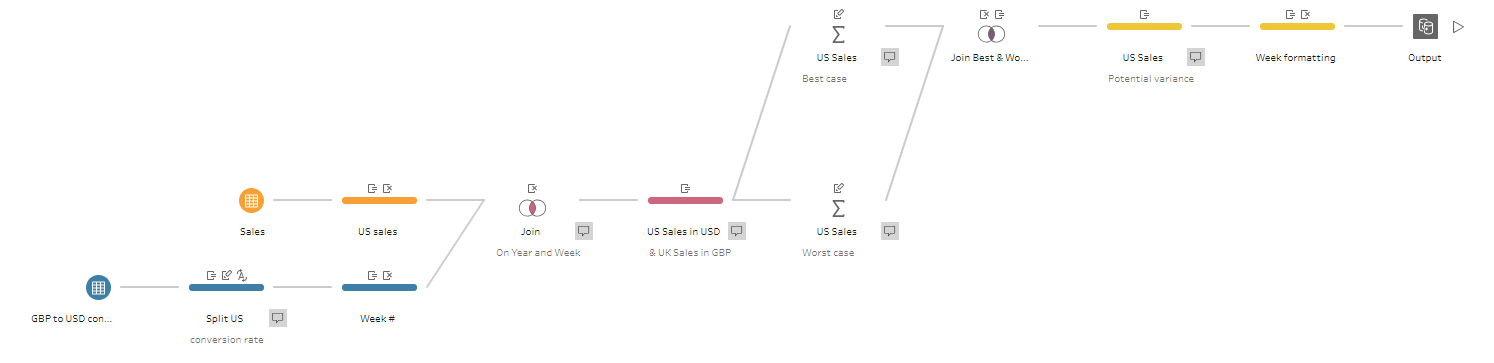 US Sales
Best case
Join Best & Wo...
US Sales
Potential variance
Week formatting
Output
Sales
US sales
Join
On Year and Week
US Sales in USD
& UK Sales in GBP
US Sales
Worst case
GBP to USD con...
Split US
conversion rate
Week #